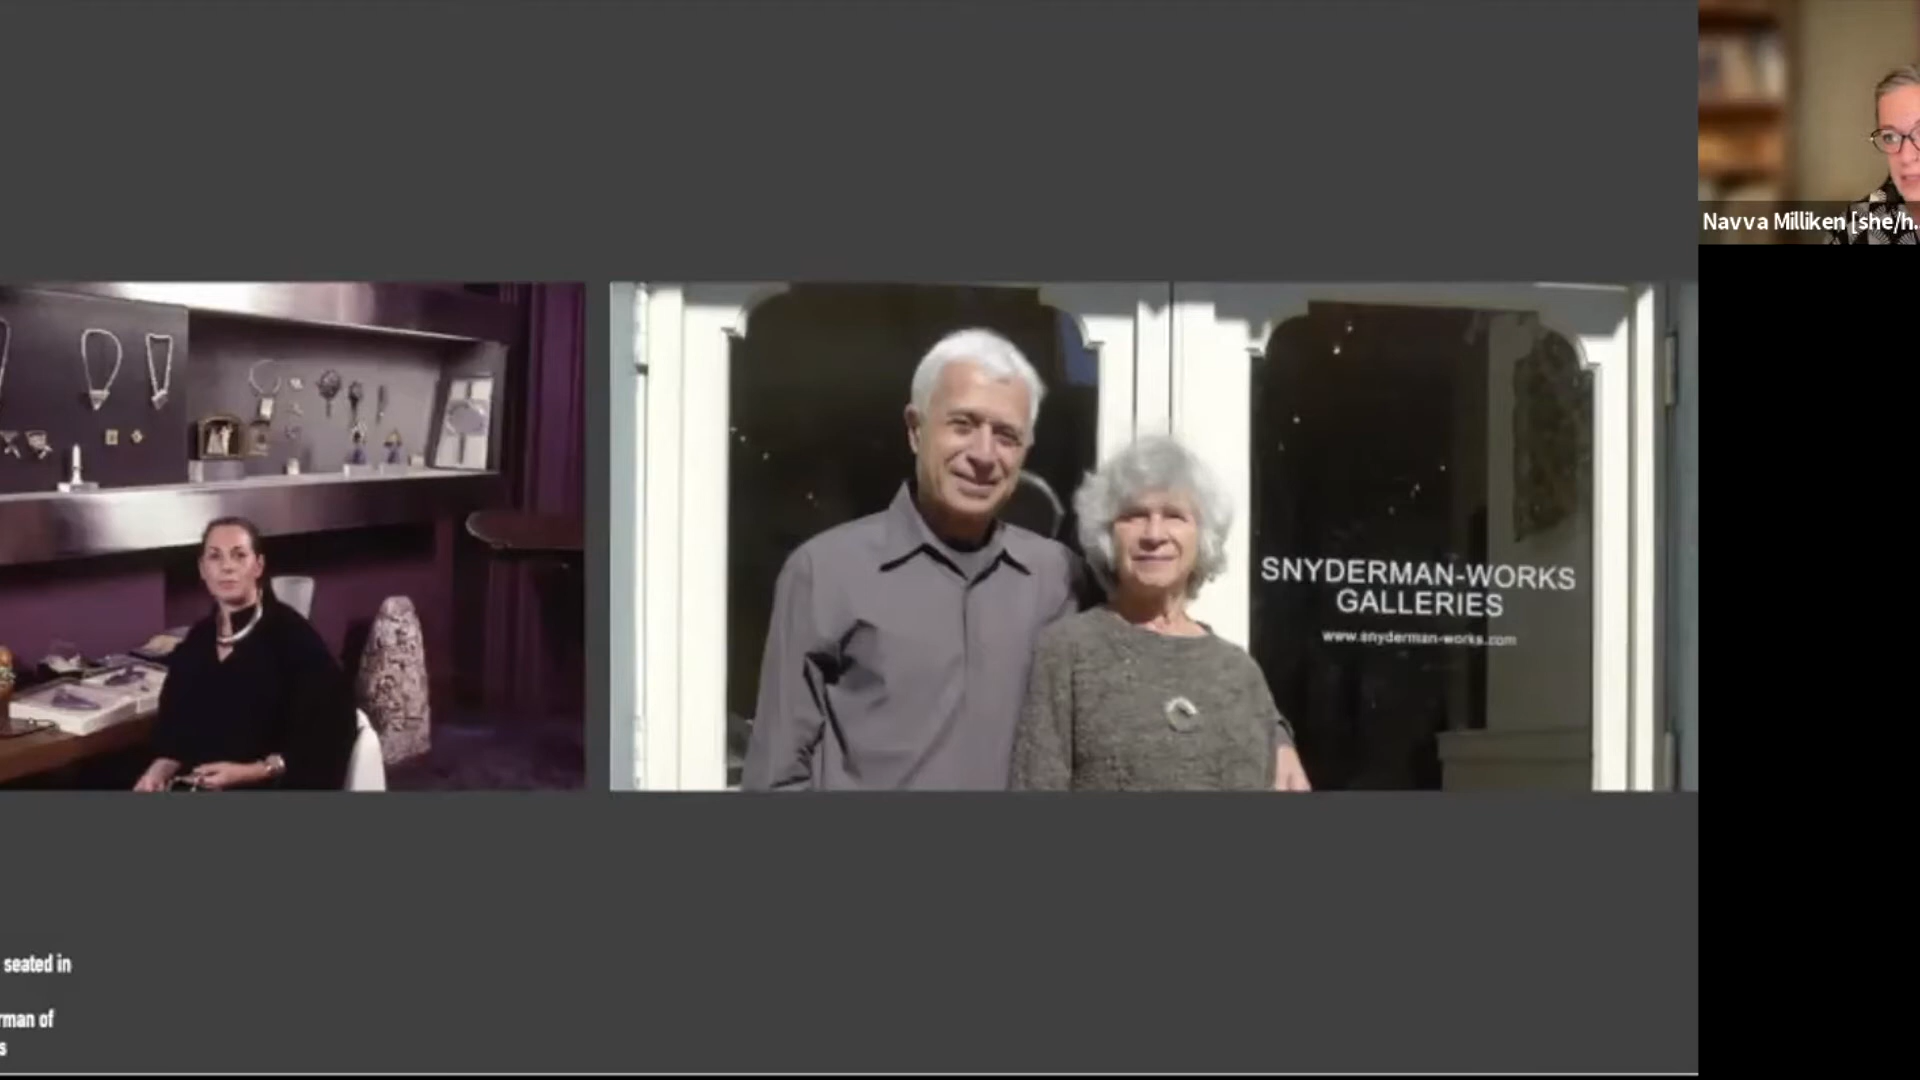 Navva Milliken [she/h...
SNYDERMAN-WORKS
GALLERIES
www.snyderman-works.com
seated in
rman of
s